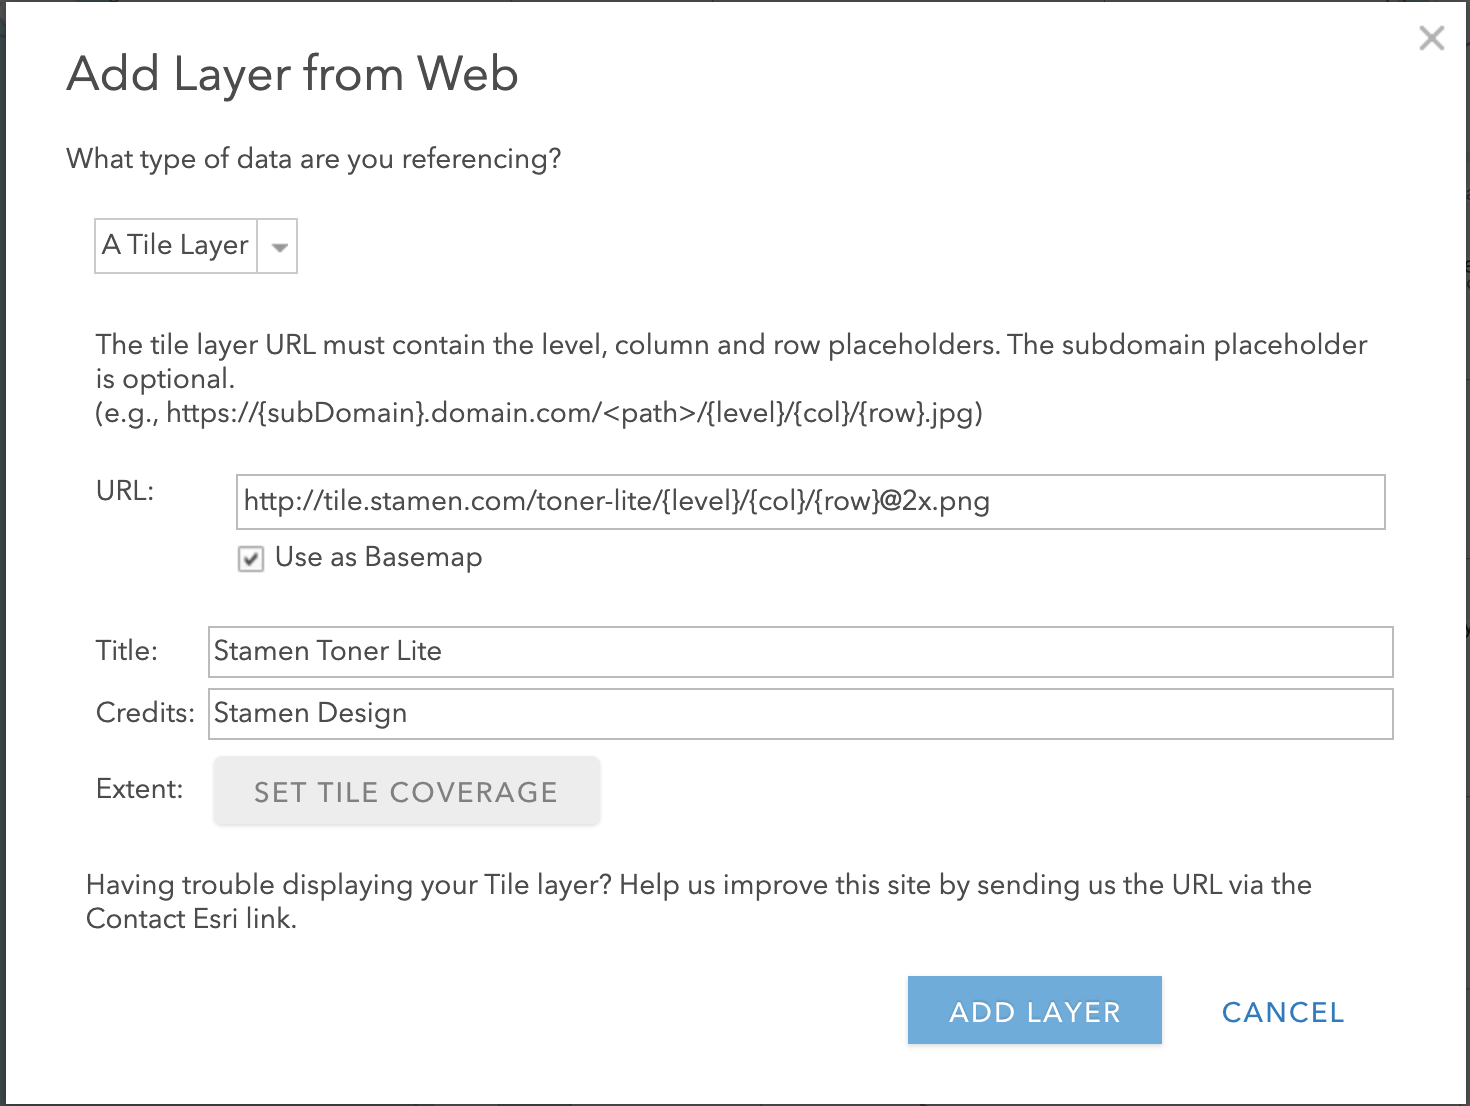 Add Layer from Web
What type of data are you referencing?
A Tile Layer
The tile layer URL must contain the level, column and row placeholders. The subdomain placeholder
is optional.
(e.g., https://{subDomain}.domain.com/<path>/{level}/{col}/{row}.jpg)
URL: http://tile.stamen.com/toner-lite/{level}/{col}/{row}@2x.png
Use as Basemap
Title: Stamen Toner Lite
Credits: Stamen Design
Extent: SET TILE COVERAGE
Having trouble displaying your Tile layer? Help us improve this site by sending us the URL via the
Contact Esri link.
ADD LAYER CANCEL